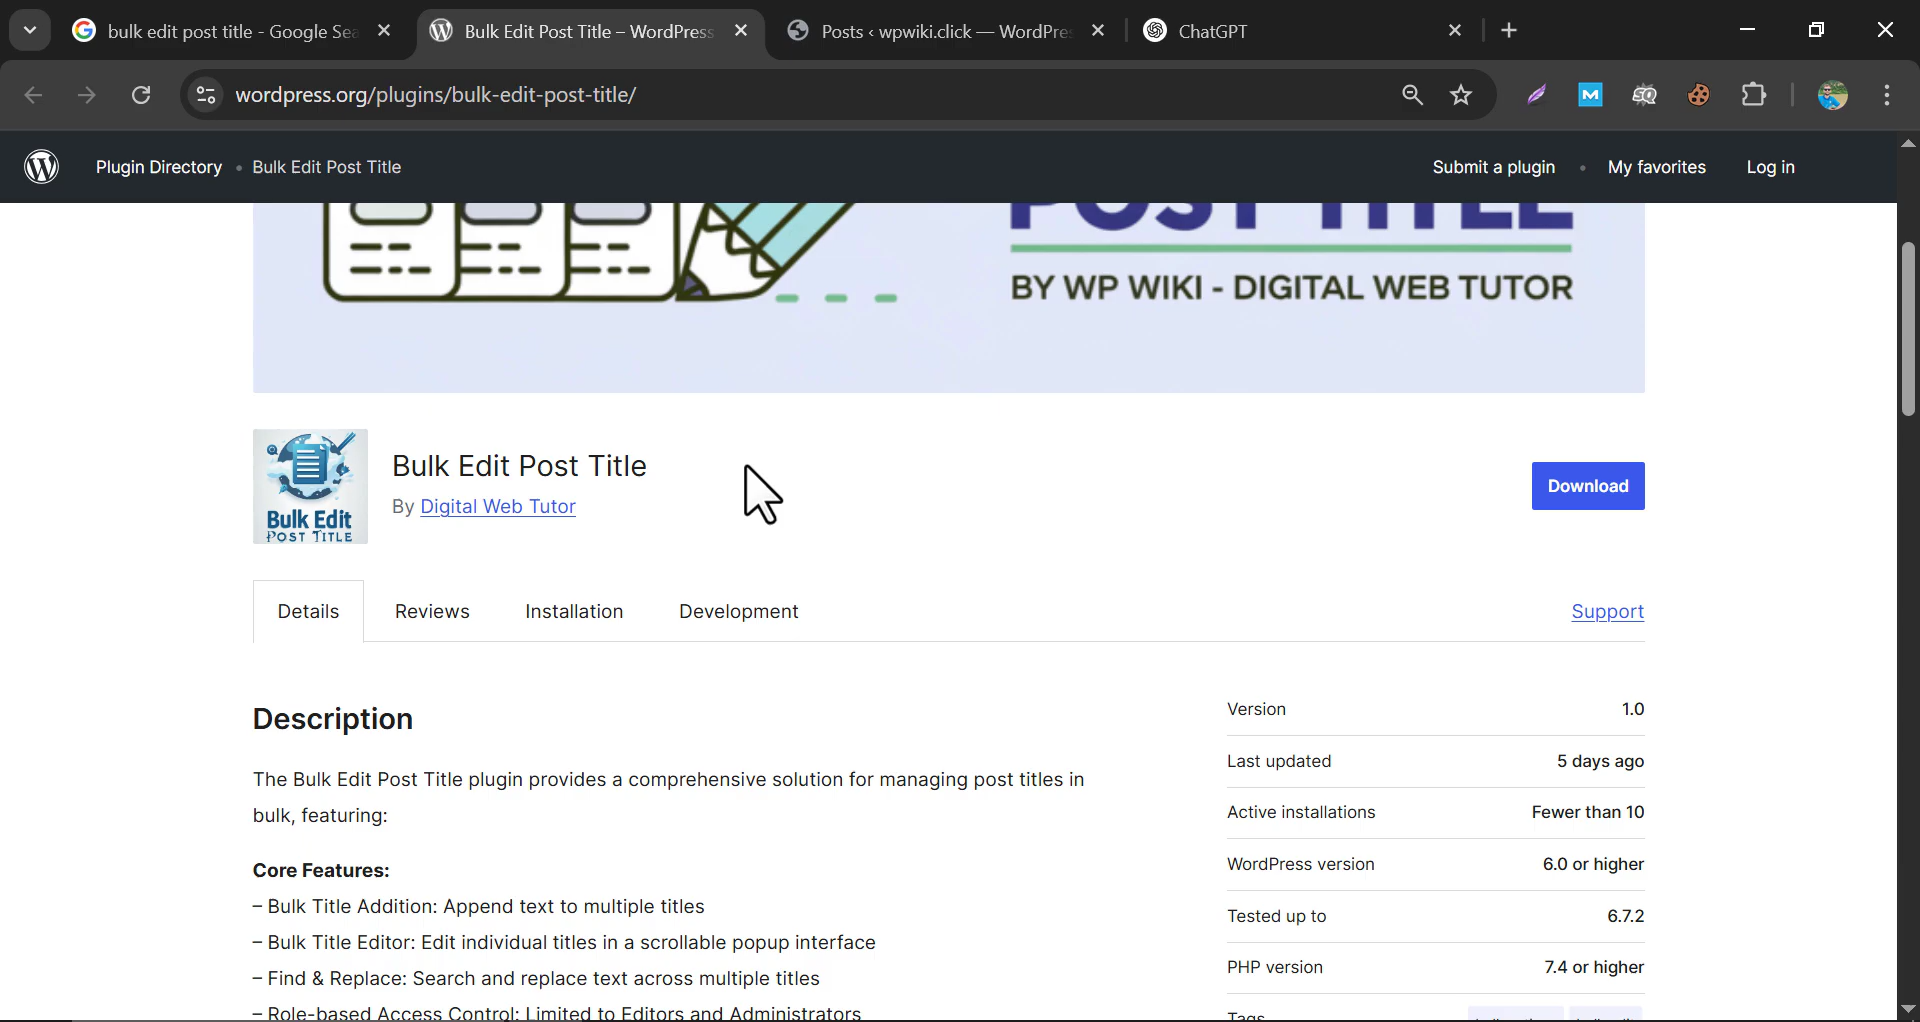 bulk edit post title - Google Sea
Bulk Edit Post Title – WordPress
Posts ‹ wpwiki.click — WordPres
ChatGPT
wordpress.org/plugins/bulk-edit-post-title/
Plugin Directory • Bulk Edit Post Title
Submit a plugin • My favorites Log in
POST TITLE
BY WP WIKI - DIGITAL WEB TUTOR
Bulk Edit
POST TITLE
Bulk Edit Post Title
By Digital Web Tutor
Download
Details Reviews Installation Development Support
Description
The Bulk Edit Post Title plugin provides a comprehensive solution for managing post titles in
bulk, featuring:
Core Features:
– Bulk Title Addition: Append text to multiple titles
– Bulk Title Editor: Edit individual titles in a scrollable popup interface
– Find & Replace: Search and replace text across multiple titles
– Role-based Access Control: Limited to Editors and Administrators
Version 1.0
Last updated 5 days ago
Active installations Fewer than 10
WordPress version 6.0 or higher
Tested up to 6.7.2
PHP version 7.4 or higher
Tags